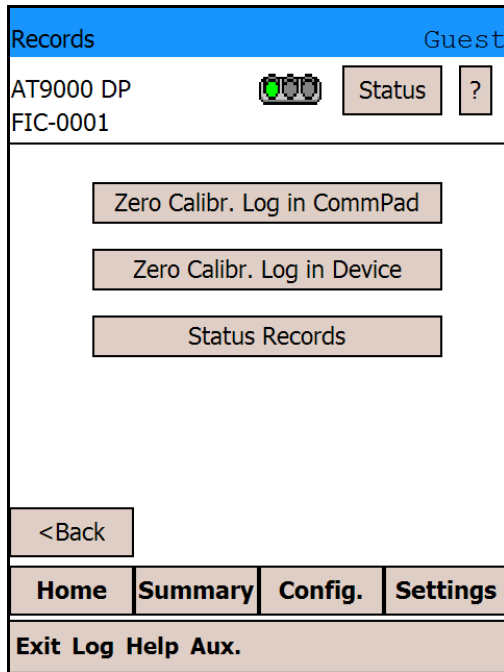 Records Guest
AT9000 DP
FIC-0001
Status ?
Zero Calibr. Log in CommPad
Zero Calibr. Log in Device
Status Records
<Back
Home Summary Config. Settings
Exit Log Help Aux.